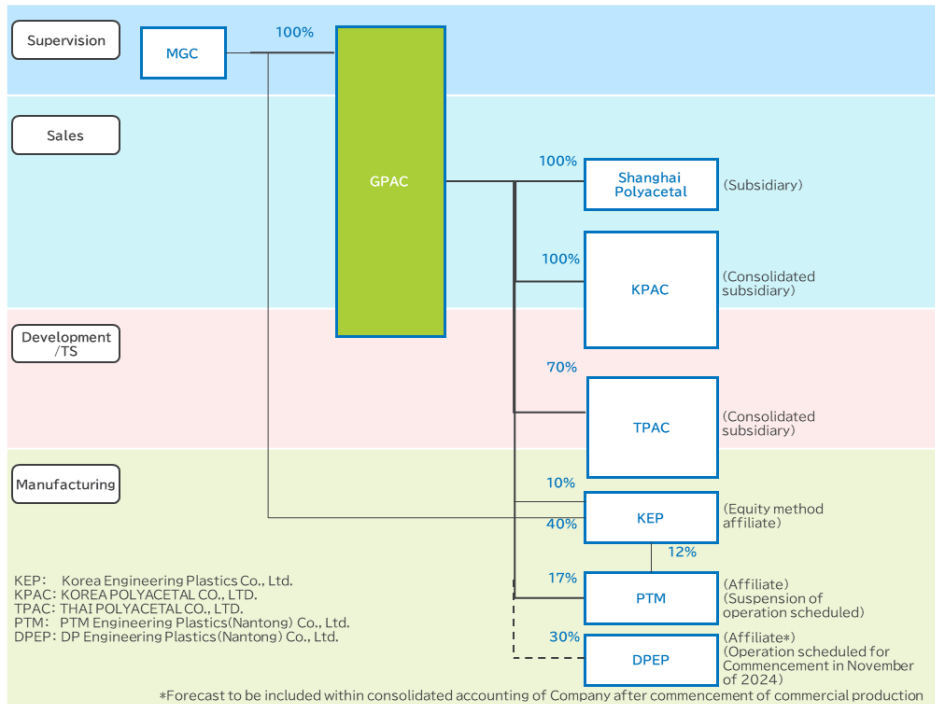 Supervision
MGC
100%
GPAC
Sales
100%
Shanghai
Polyacetal
(Subsidiary)
100%
KPAC
(Consolidated
subsidiary)
Development
/TS
70%
TPAC
(Consolidated
subsidiary)
Manufacturing
10%
40%
KEP
(Equity method
affiliate)
12%
17%
PTM
(Affiliate)
(Suspension of
operation scheduled)
30%
DPEP
(Affiliate*)
(Operation scheduled for
Commencement in November
of 2024)
KEP: Korea Engineering Plastics Co., Ltd.
KPAC: KOREA POLYACETAL CO., LTD.
TPAC: THAI POLYACETAL CO., LTD.
PTM: PTM Engineering Plastics(Nantong) Co., Ltd.
DPEP: DP Engineering Plastics(Nantong) Co., Ltd.
*Forecast to be included within consolidated accounting of Company after commencement of commercial production